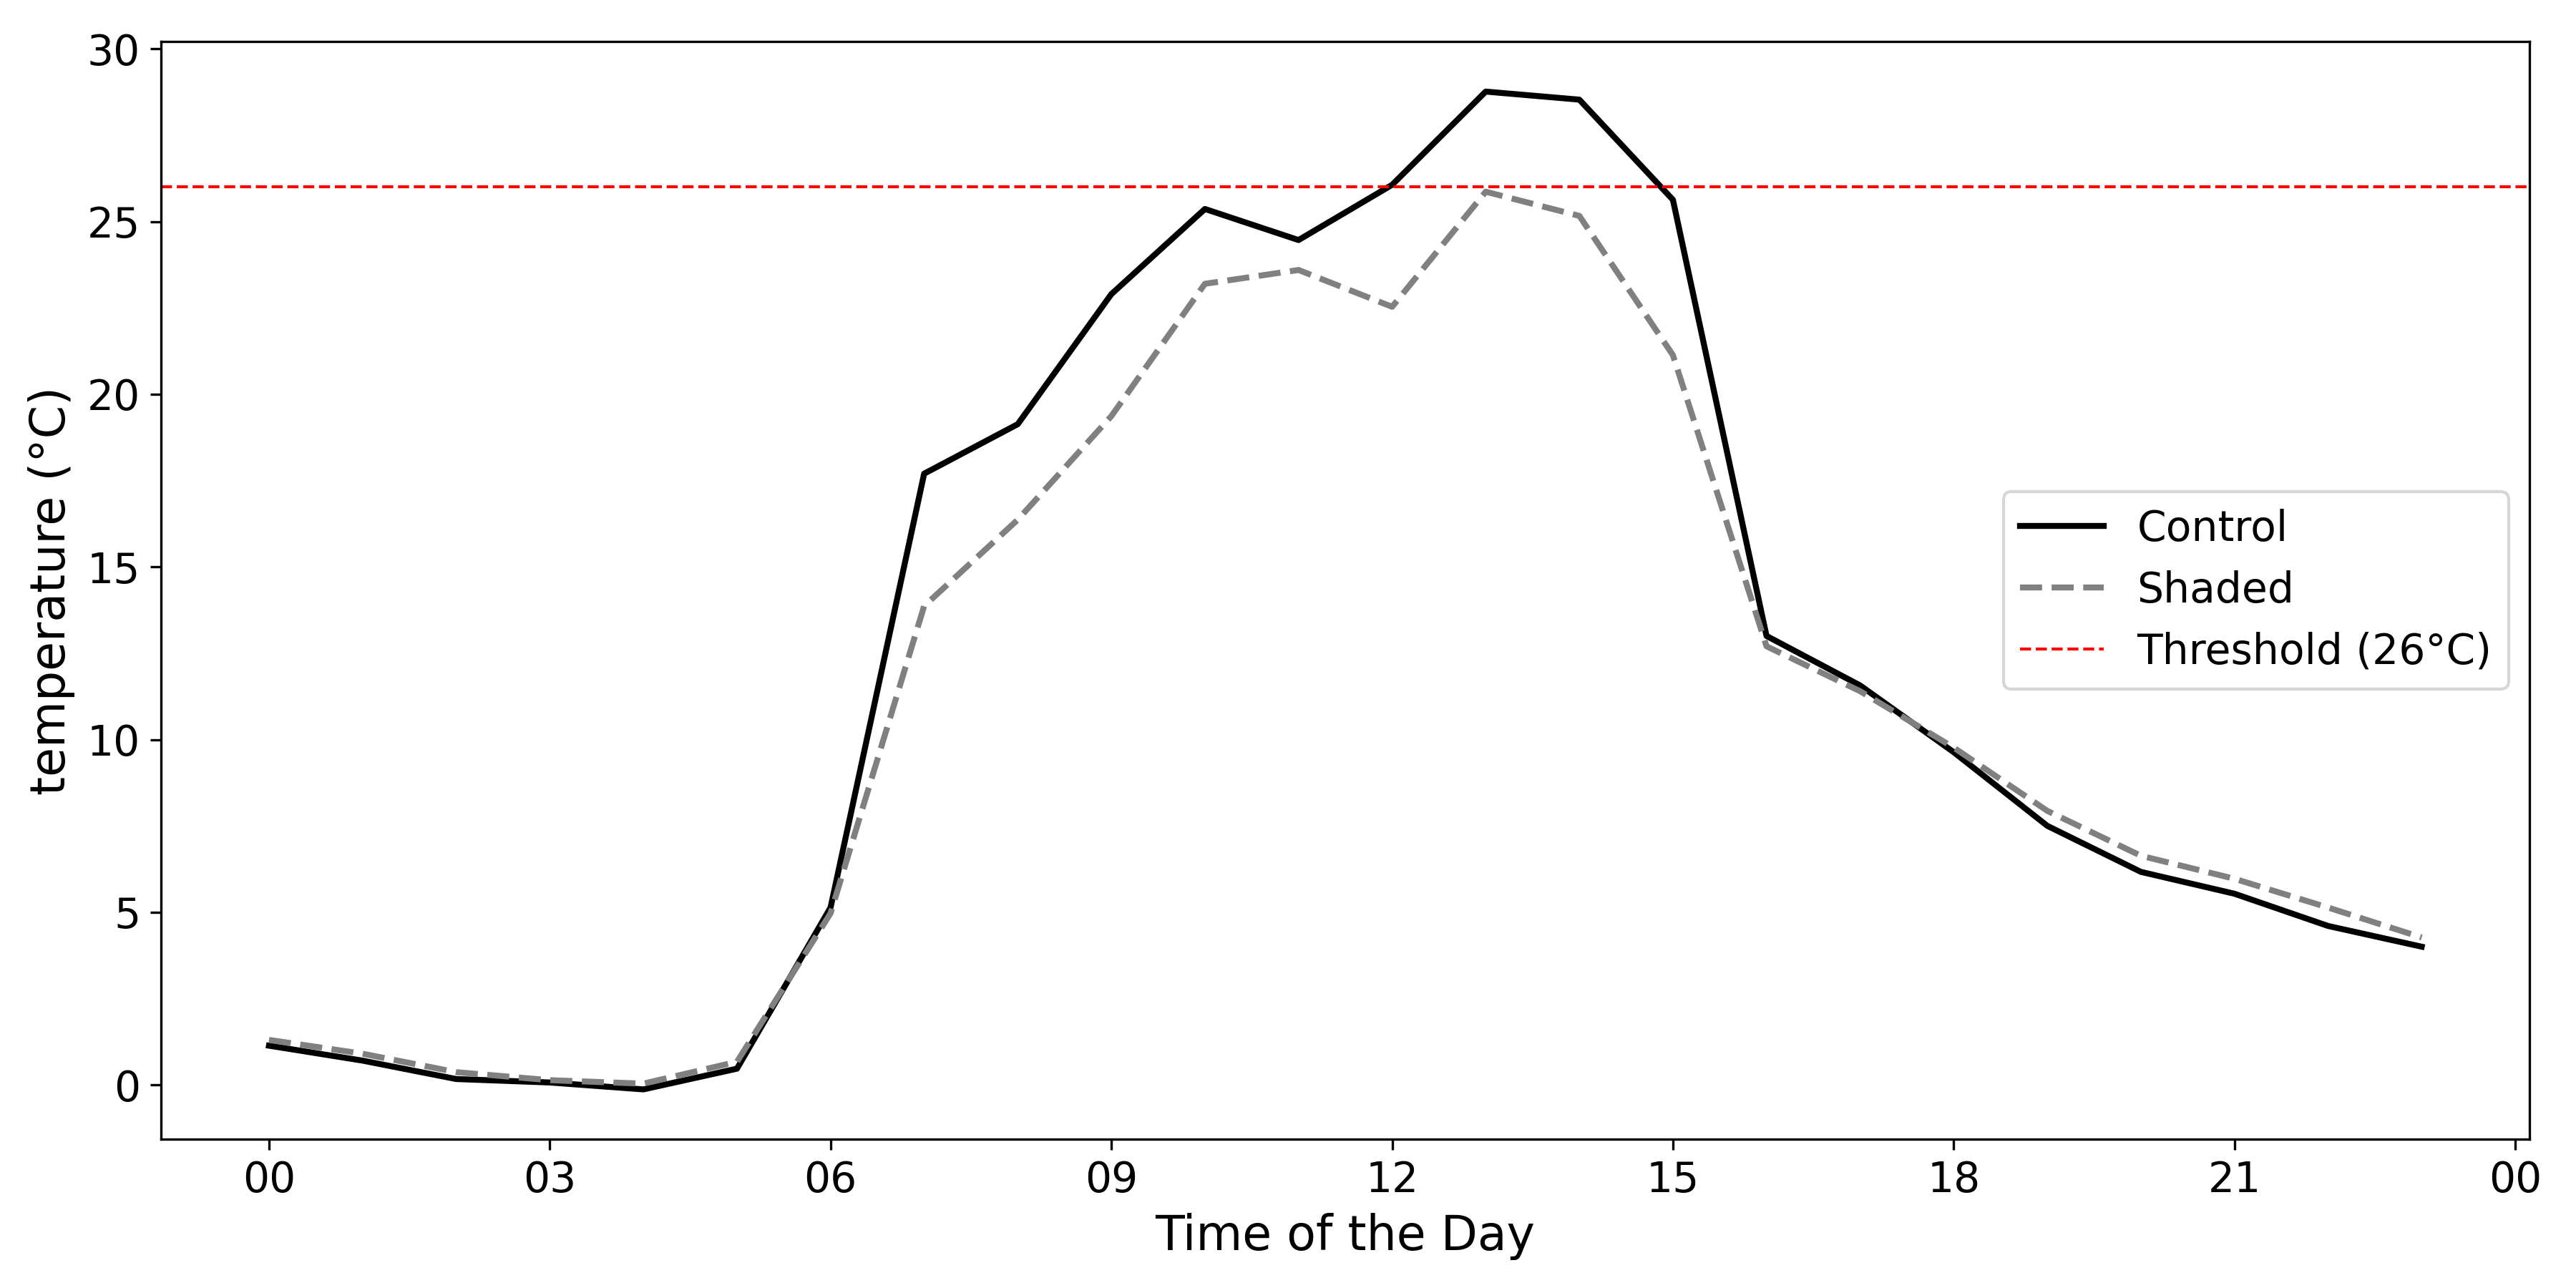 30
25
20
15
10
5
0
temperature (°C)
Control
Shaded
Threshold (26°C)
00 03 06 09 12 15 18 21 00
Time of the Day